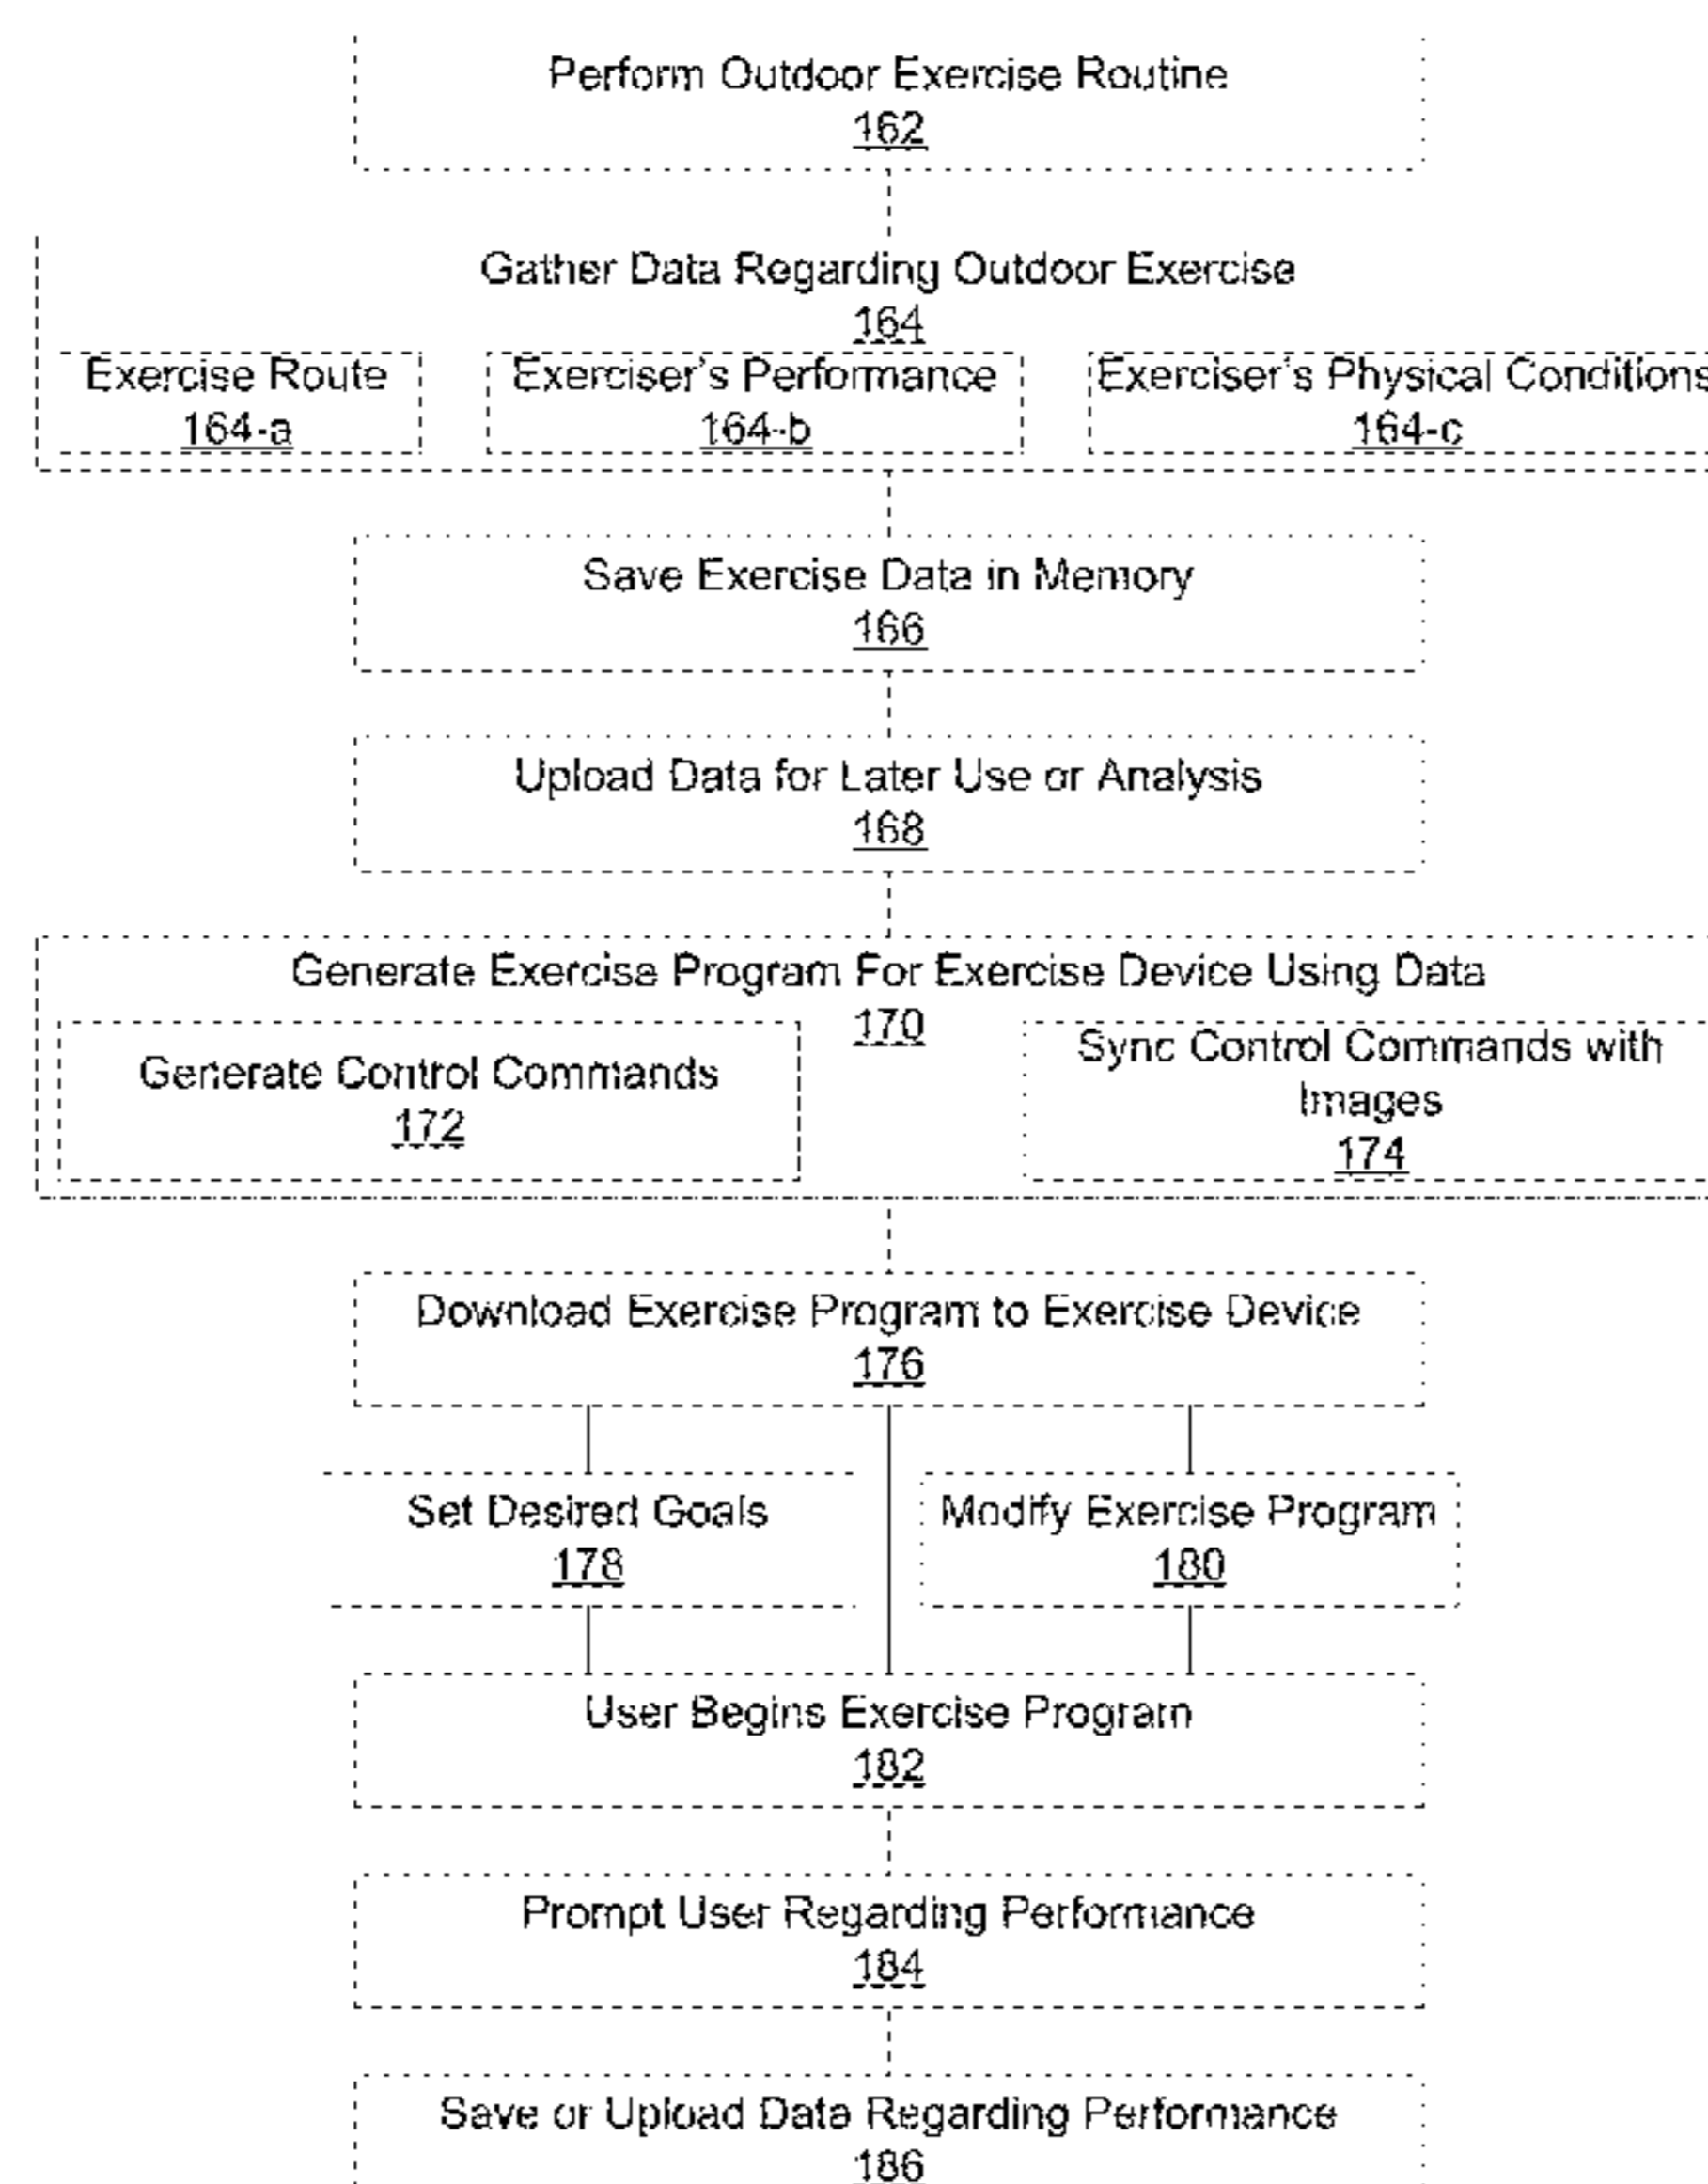 Perform Outdoor Exercise Routine
162
Gather Data Regarding Outdoor Exercise
164
Exercise Route
164-a
Exerciser's Performance
164-b
Exerciser's Physical Conditions
164-c
Save Exercise Data in Memory
166
Upload Data for Later Use or Analysis
168
Generate Exercise Program For Exercise Device Using Data
170
Generate Control Commands
172
Sync Control Commands with
Images
174
Download Exercise Program to Exercise Device
176
Set Desired Goals
178
Modify Exercise Program
180
User Begins Exercise Program
182
Prompt User Regarding Performance
184
Save or Upload Data Regarding Performance
186